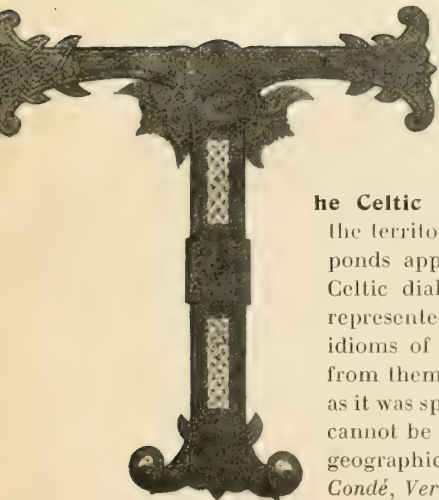 The Celtic
the territo
ponds app
Celtic dial
represente
idioms of
from them
as it was sp
cannot be
geographic
Condé, Ver